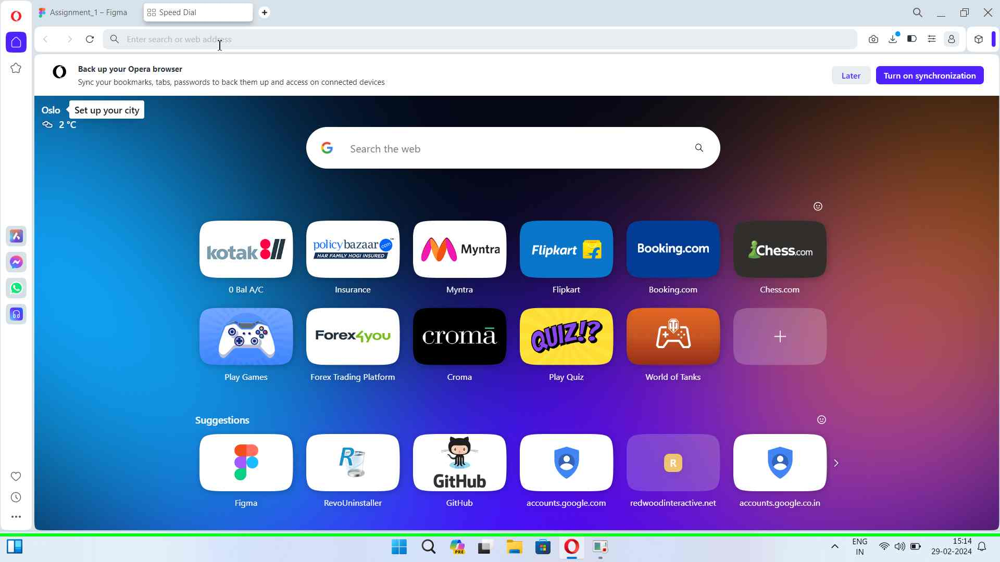 Assignment_1 – Figma
Speed Dial
Enter search or web address
Back up your Opera browser
Sync your bookmarks, tabs, passwords to back them up and access on connected devices
Later
Turn on synchronization
Oslo
Set up your city
2 °C
Search the web
kotak
policybazaar.com
HAR FAMILY HOGI INSURED
Myntra
Flipkart
Booking.com
Chess.com
0 Bal A/C
Insurance
Myntra
Flipkart
Booking.com
Chess.com
Forex4you
cromā
QUIZ!?
Play Games
Forex Trading Platform
Croma
Play Quiz
World of Tanks
Suggestions
R
GitHub
R
Figma
RevoUninstaller
GitHub
accounts.google.com
redwoodinteractive.net
accounts.google.co.in
PRE
ENG
IN
15:14
29-02-2024